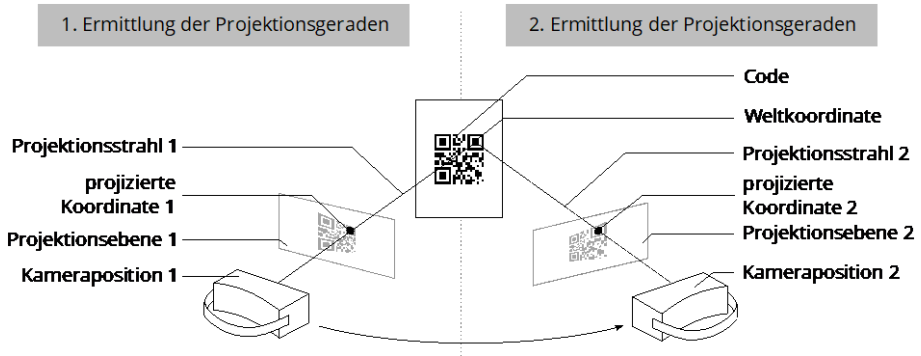 1. Ermittlung der Projektionsgeraden
2. Ermittlung der Projektionsgeraden
Code
Weltkoordinate
Projektionsstrahl 1
projizierte
Koordinate 1
Projektionsebene 1
Kameraposition 1
Projektionsstrahl 2
projizierte
Koordinate 2
Projektionsebene 2
Kameraposition 2